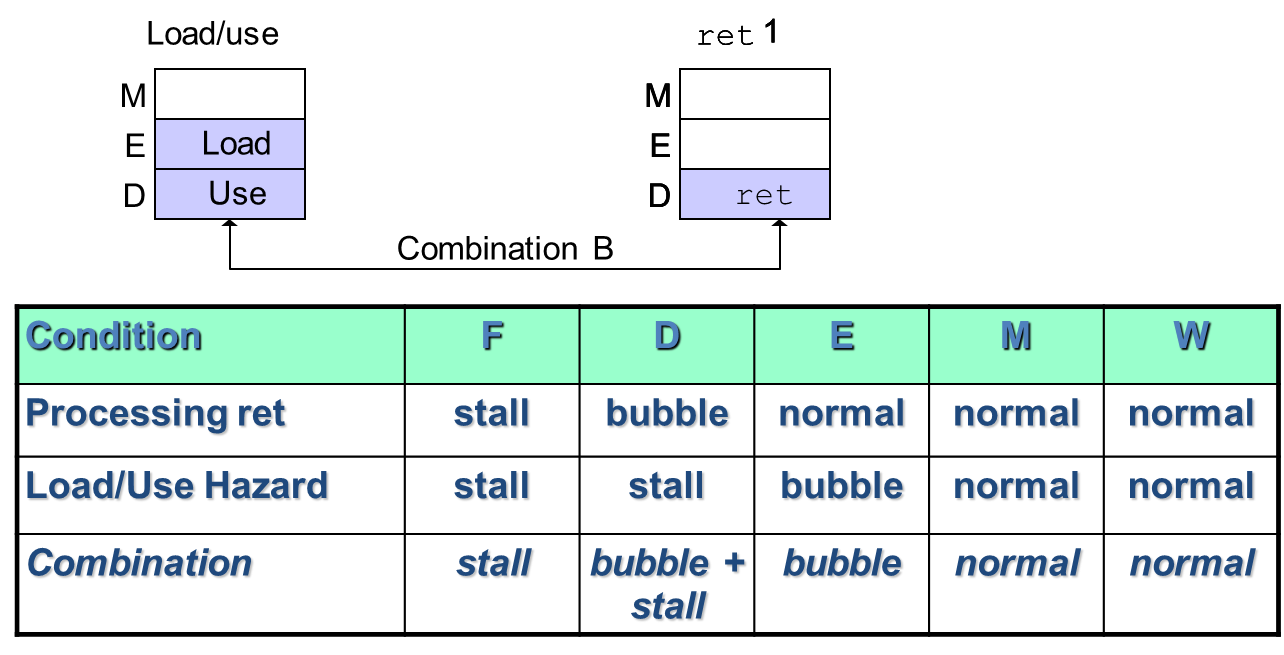 Load/use ret 1
M M
E Load E
D Use D ret
Combination B
Condition F D E M W
Processing ret stall bubble normal normal normal
Load/Use Hazard stall stall bubble normal normal
Combination stall bubble + bubble normal normal
stall